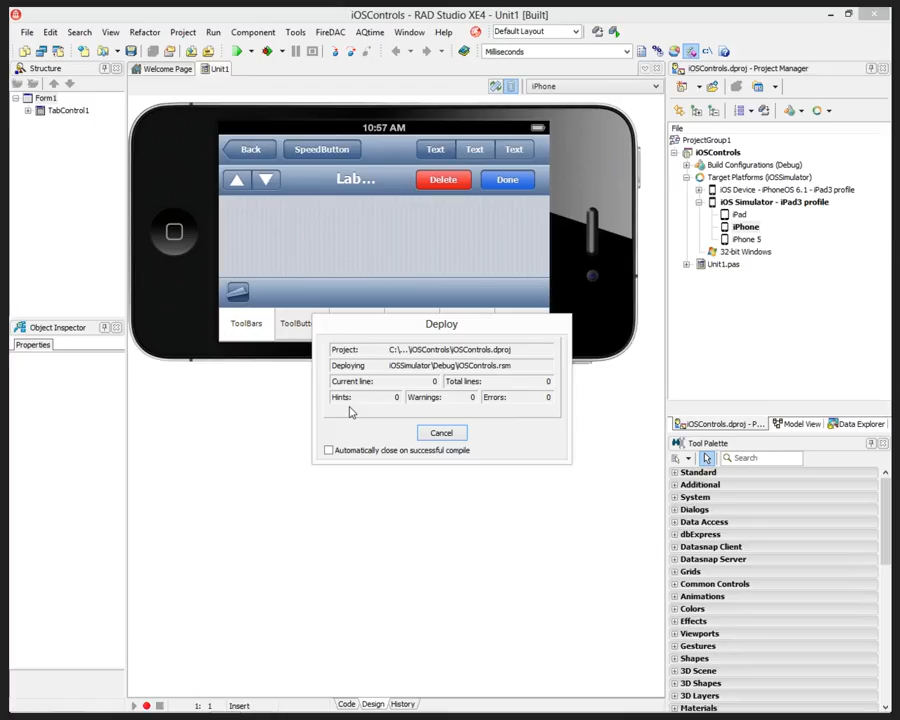 iOSControls - RAD Studio XE4 - Unit1 [Built]
File Edit Search View Refactor Project Run Component Tools FireDAC AQtime Window Help Default Layout
Milliseconds
Structure
Form1
TabControl1
Object Inspector
Properties
Welcome Page Unit1
iPhone
10:57 AM
Back SpeedButton Text Text Text
Lab... Delete Done
ToolBars ToolButt
Deploy
Project: C:\...\iOSControls\iOSControls.dproj
Deploying iOSSimulator\Debug\iOSControls.rsm
Current line: 0 Total lines: 0
Hints: 0 Warnings: 0 Errors: 0
Cancel
Automatically close on successful compile
1: 1 Insert Code Design History
iOSControls.dproj - Project Manager
File
ProjectGroup1
iOSControls
Build Configurations (Debug)
Target Platforms (iOSSimulator)
iOS Device - iPhoneOS 6.1 - iPad3 profile
iOS Simulator - iPad3 profile
iPad
iPhone
iPhone 5
32-bit Windows
Unit1.pas
iOSControls.dproj - P... Model View Data Explorer
Tool Palette
Search
Standard
Additional
System
Dialogs
Data Access
dbExpress
Datasnap Client
Datasnap Server
Grids
Common Controls
Animations
Colors
Effects
Viewports
Gestures
Shapes
3D Scene
3D Shapes
3D Layers
Materials